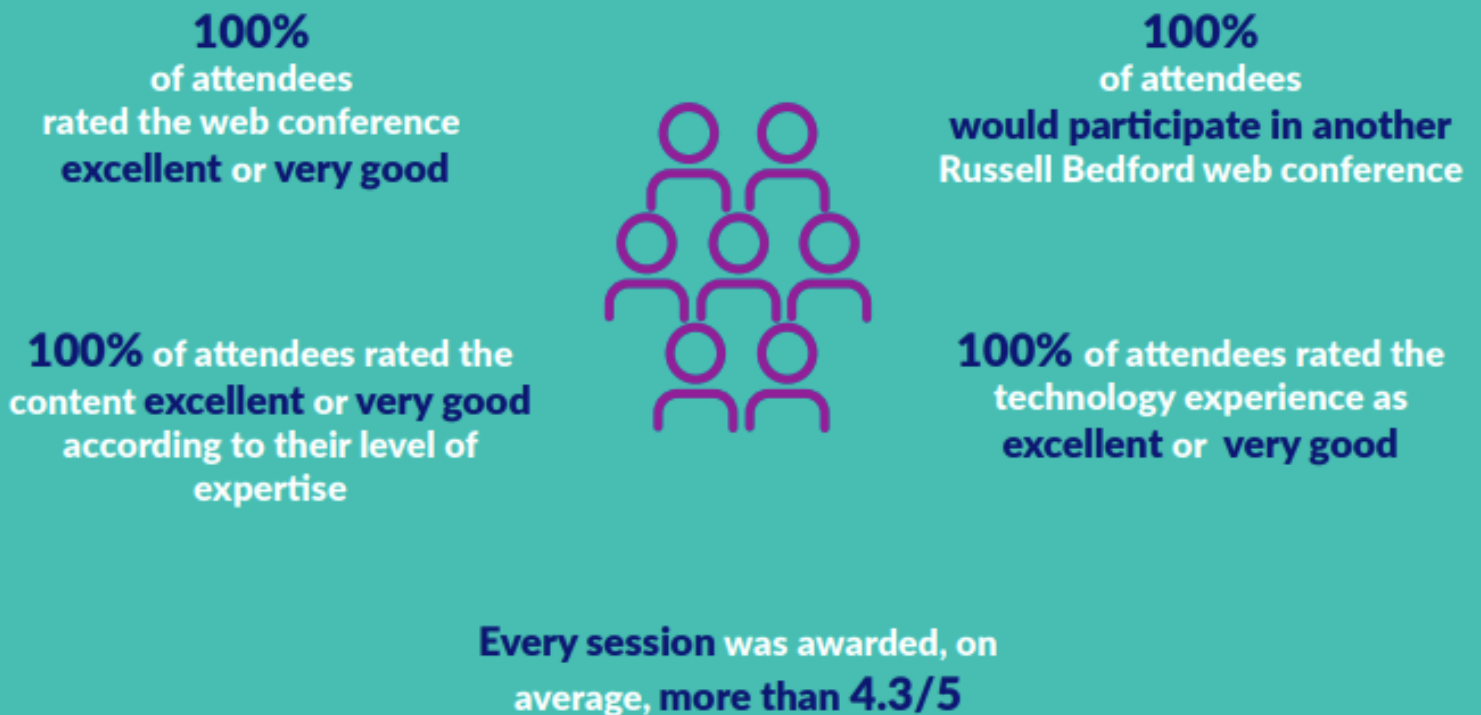 100%
of attendees
rated the web conference
excellent or very good
100%
of attendees
would participate in another
Russell Bedford web conference
100% of attendees rated the
content excellent or very good
according to their level of
expertise
100% of attendees rated the
technology experience as
excellent or very good
Every session was awarded, on
average, more than 4.3/5